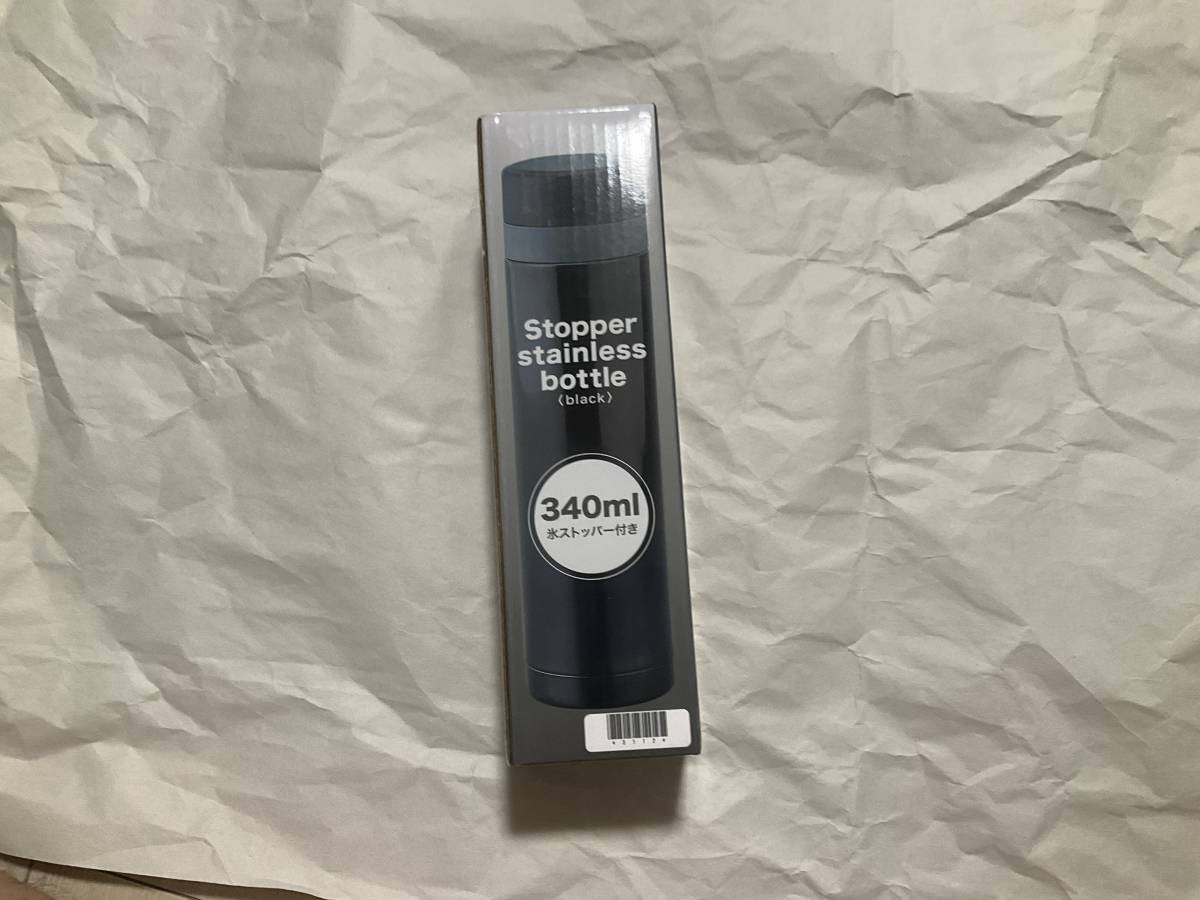 Stopper
stainless
bottle
〈black〉
340ml
氷ストッパー付き